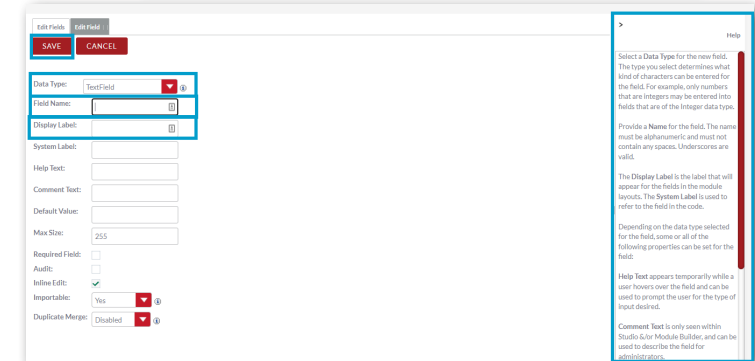 Edit Fields Edit Field
SAVE CANCEL
Data Type: TextField
Field Name:
Display Label:
System Label:
Help Text:
Comment Text:
Default Value:
Max Size: 255
Required Field:
Audit:
Inline Edit:
Importable: Yes
Duplicate Merge: Disabled
>
Help
Select a Data Type for the new field.
The type you select determines what
kind of characters can be entered for
the field. For example, only numbers
that are integers may be entered into
fields that are of the Integer data type.
Provide a Name for the field. The name
must be alphanumeric and must not
contain any spaces. Underscores are
valid.
The Display Label is the label that will
appear for the fields in the module
layouts. The System Label is used to
refer to the field in the code.
Depending on the data type selected
for the field, some or all of the
following properties can be set for the
field:
Help Text appears temporarily while a
user hovers over the field and can be
used to prompt the user for the type of
input desired.
Comment Text is only seen within
Studio &/or Module Builder, and can be
used to describe the field for
administrators.